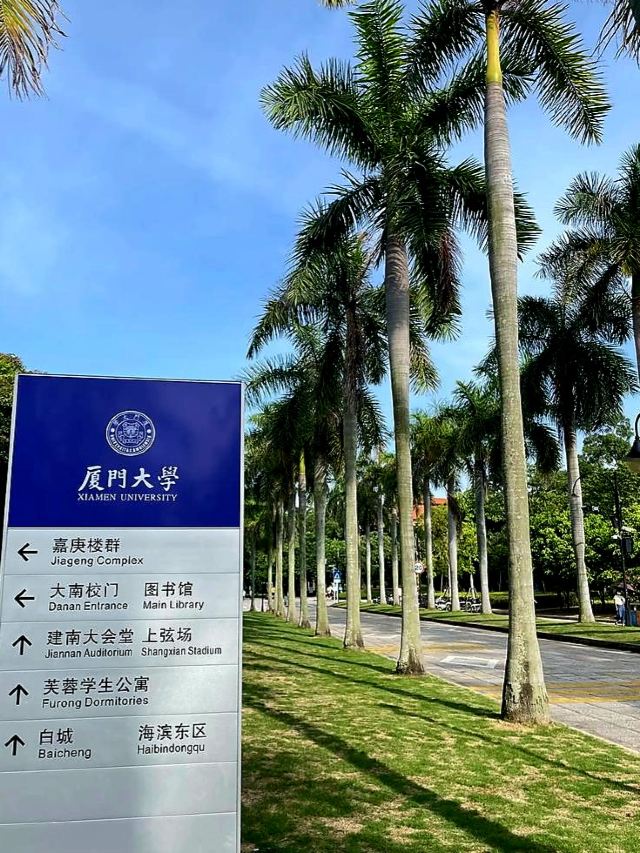 厦門大學
XIAMEN UNIVERSITY
← 嘉庚楼群
Jiageng Complex
← 大南校门 图书馆
Danan Entrance Main Library
↑ 建南大会堂 上弦场
Jiannan Auditorium Shangxian Stadium
↑ 芙蓉学生公寓
Furong Dormitories
↑ 白城 海滨东区
Baicheng Haibindongqu